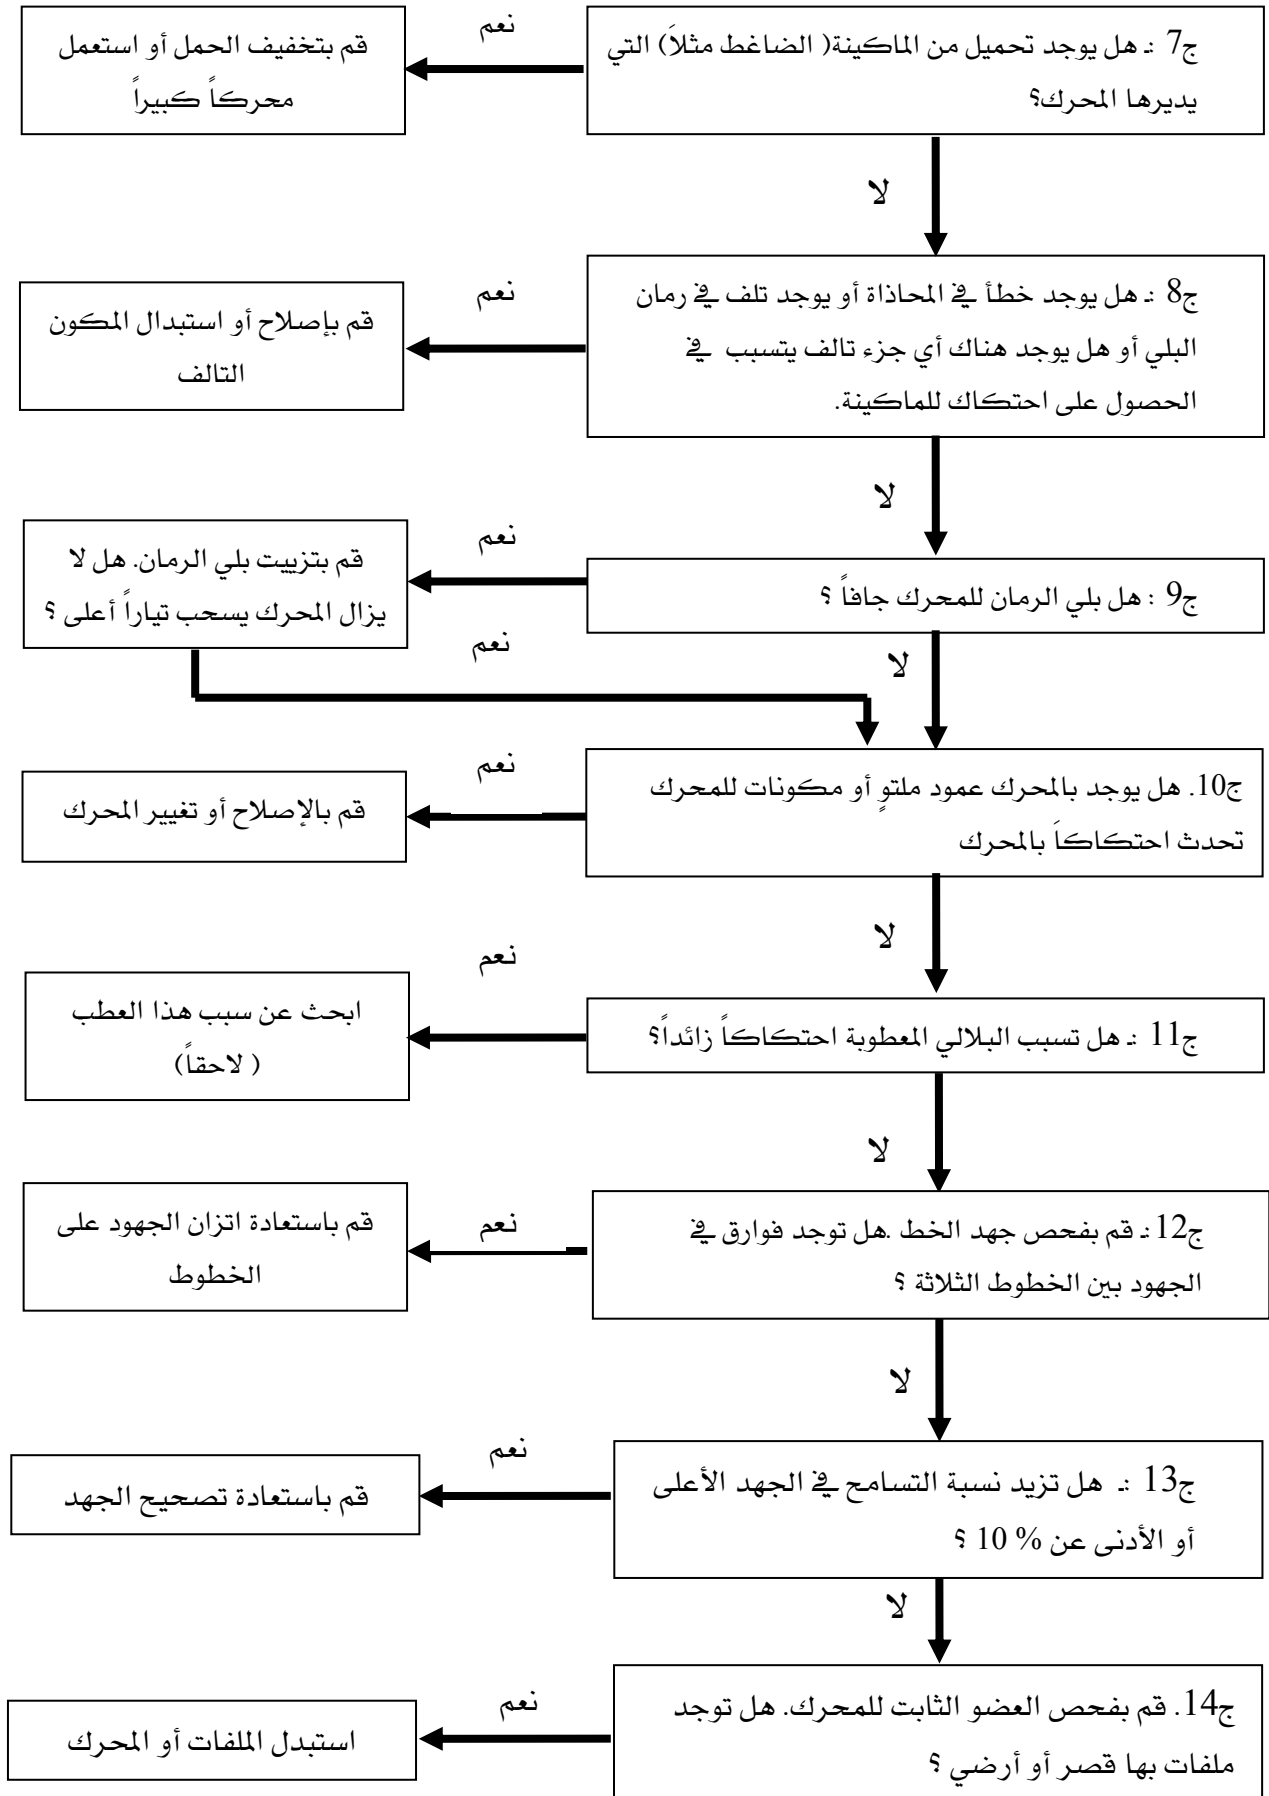 ج7 :ـ هل يوجد تحميل من الماكينة( الضاغط مثلاَ) التي
يديرها المحرك؟
نعم
قم بتخفيف الحمل أو استعمل
محركاً كبيراً
لا
ج8 :ـ هل يوجد خطأ في المحاذاة أو يوجد تلف في رمان
البلي أو هل يوجد هناك أي جزء تالف يتسبب في
الحصول على احتكاك للماكينة.
نعم
قم بإصلاح أو استبدال المكون
التالف
لا
ج9 : هل بلي الرمان للمحرك جافاً ؟
نعم
قم بتزييت بلي الرمان. هل لا
يزال المحرك يسحب تياراً أعلى ؟
نعم
لا
ج10. هل يوجد بالمحرك عمود ملتوٍ أو مكونات للمحرك
تحدث احتكاكاَ بالمحرك
نعم
قم بالإصلاح أو تغيير المحرك
لا
ج11 :ـ هل تسبب البلالي المعطوبة احتكاكاً زائداً؟
نعم
ابحث عن سبب هذا العطب
( لاحقاً)
لا
ج12 :ـ قم بفحص جهد الخط .هل توجد فوارق في
الجهود بين الخطوط الثلاثة ؟
نعم
قم باستعادة اتزان الجهود على
الخطوط
لا
ج13 :ـ هل تزيد نسبة التسامح في الجهد الأعلى
أو الأدنى عن % 10 ؟
نعم
قم باستعادة تصحيح الجهد
لا
ج14. قم بفحص العضو الثابت للمحرك. هل توجد
ملفات بها قصر أو أرضي ؟
نعم
استبدل الملفات أو المحرك